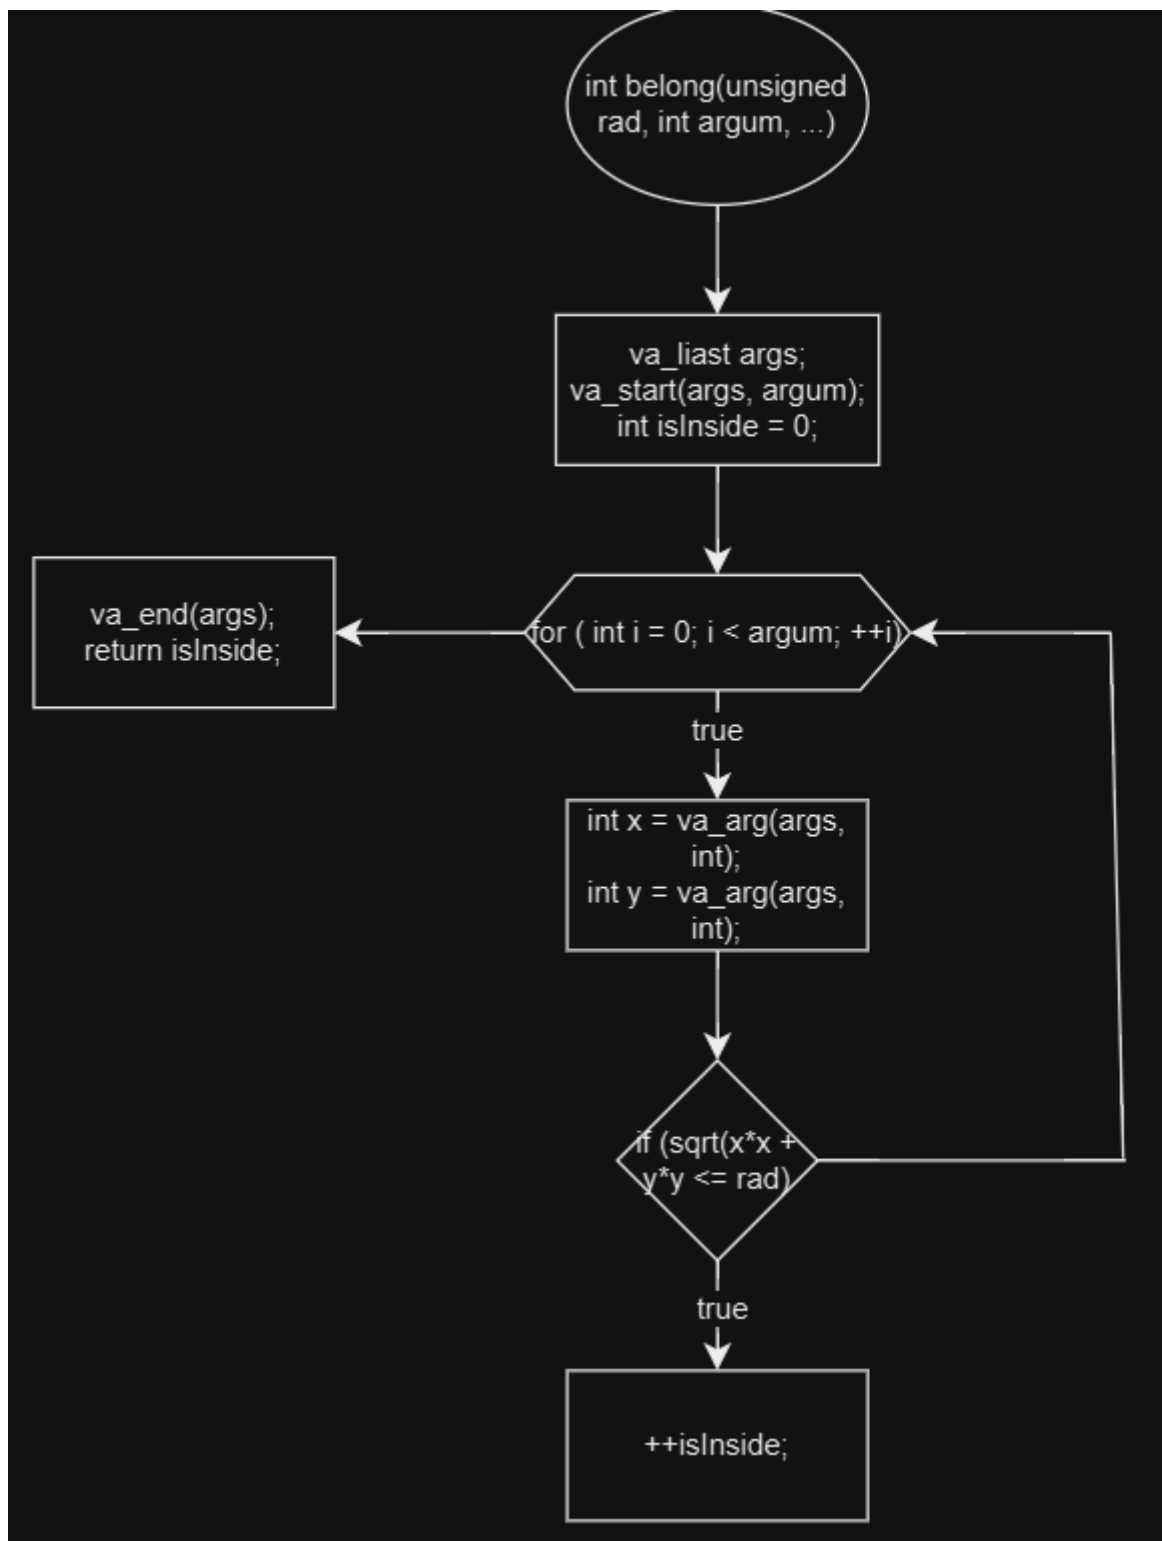 int belong(unsigned
rad, int argum, ...)
va_liast args;
va_start(args, argum);
int isInside = 0;
va_end(args);
return isInside;
for ( int i = 0; i < argum; ++i)
true
int x = va_arg(args,
int);
int y = va_arg(args,
int);
if (sqrt(x*x +
y*y <= rad)
true
++isInside;